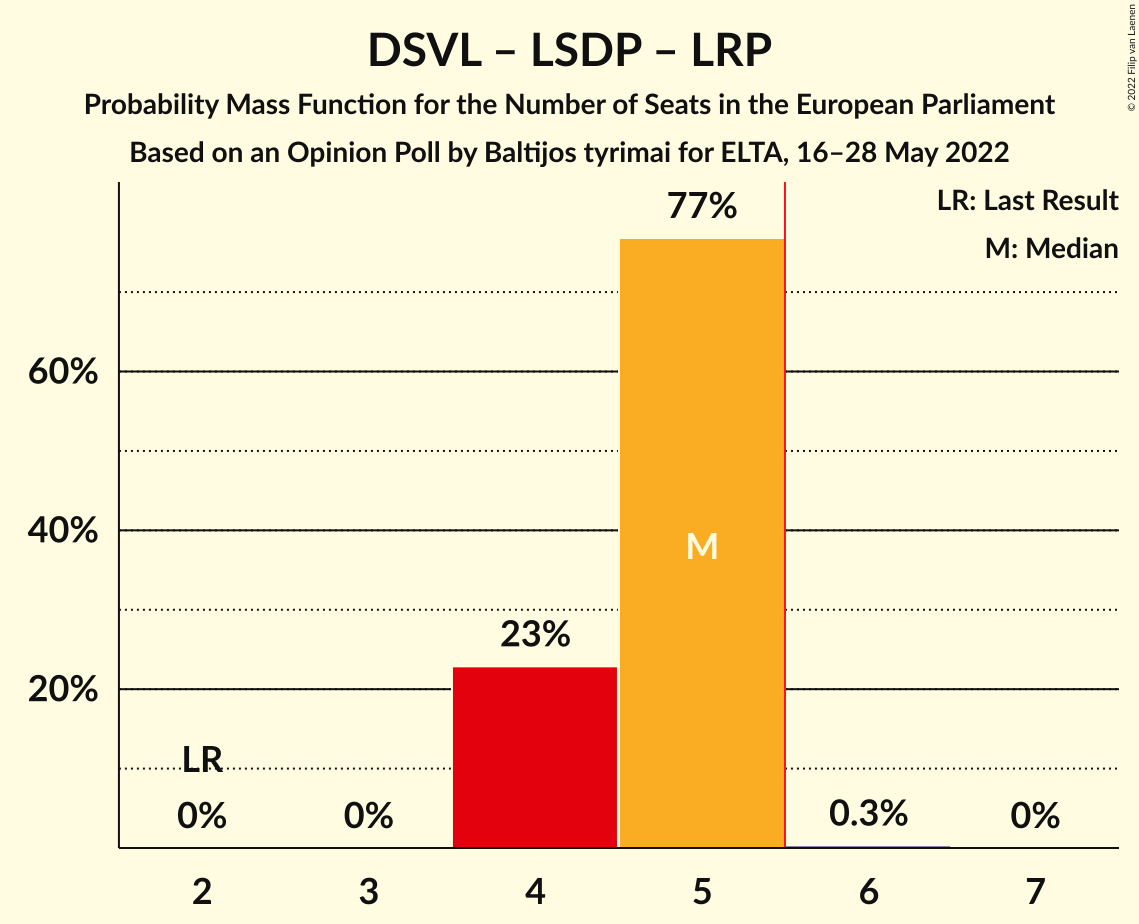 DSVL – LSDP – LRP
Probability Mass Function for the Number of Seats in the European Parliament
Based on an Opinion Poll by Baltijos tyrimai for ELTA, 16–28 May 2022
© 2022 Filip van Laenen
LR: Last Result
M: Median
77%
60%
40%
M
23%
20%
LR
0%
0%
0.3%
0%
2 3 4 5 6 7